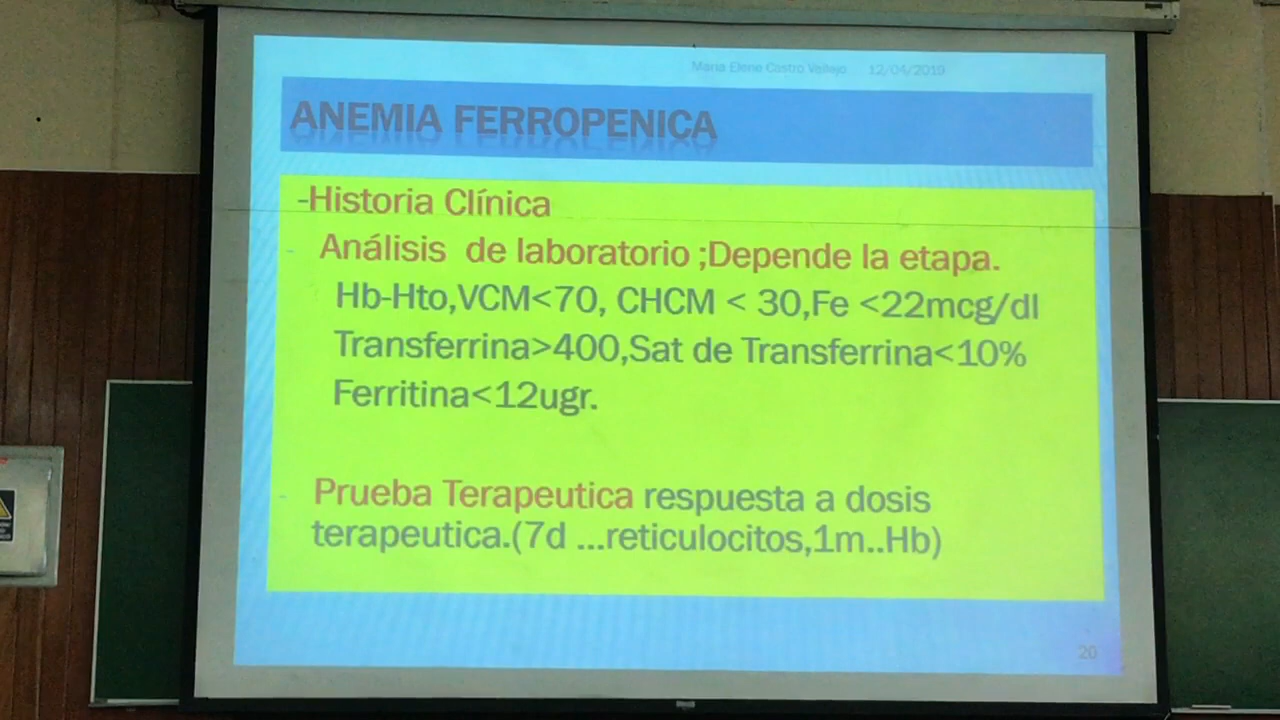 Maria Elene Castro Vallejo 12/04/2019
ANEMIA FERROPENICA
-Historia Clínica
- Análisis de laboratorio ;Depende la etapa.
Hb-Hto,VCM<70, CHCM < 30,Fe <22mcg/dl
Transferrina>400,Sat de Transferrina<10%
Ferritina<12ugr.
- Prueba Terapeutica respuesta a dosis
terapeutica.(7d ...reticulocitos,1m..Hb)
20